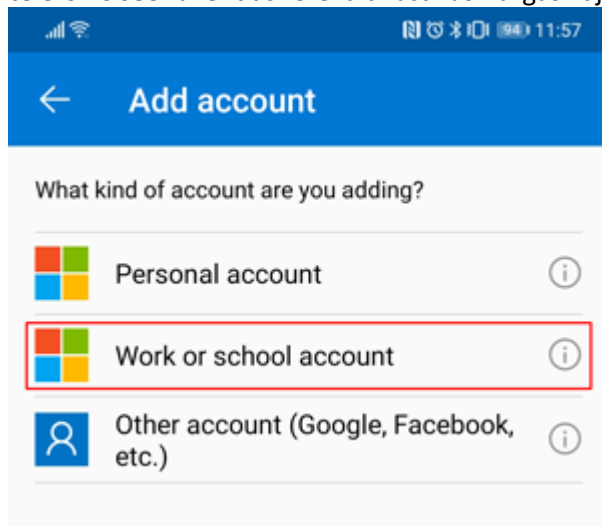 94 11:57
Add account
What kind of account are you adding?
Personal account
Work or school account
Other account (Google, Facebook,
etc.)